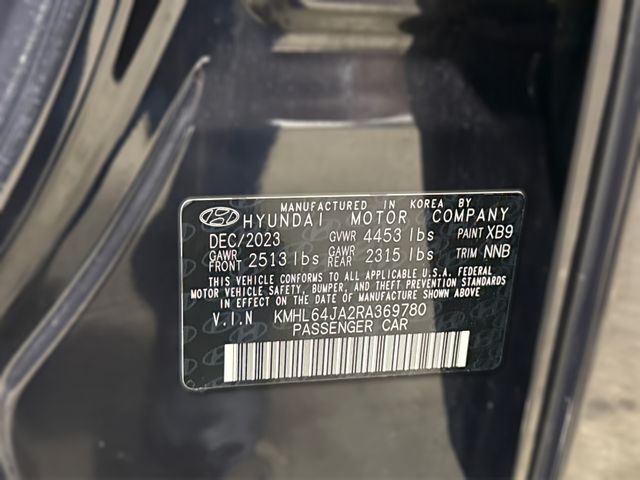 MANUFACTURED IN KOREA BY
HYUNDAI MOTOR COMPANY
DEC/2023 GVWR 4453 lbs PAINT XB9
GAWR FRONT 2513 lbs GAWR REAR 2315 lbs TRIM NNB
THIS VEHICLE CONFORMS TO ALL APPLICABLE U.S.A. FEDERAL
MOTOR VEHICLE SAFETY, BUMPER, AND THEFT PREVENTION STANDARDS
IN EFFECT ON THE DATE OF MANUFACTURE SHOWN ABOVE.
V.I.N KMHL64JA2RA369780
PASSENGER CAR